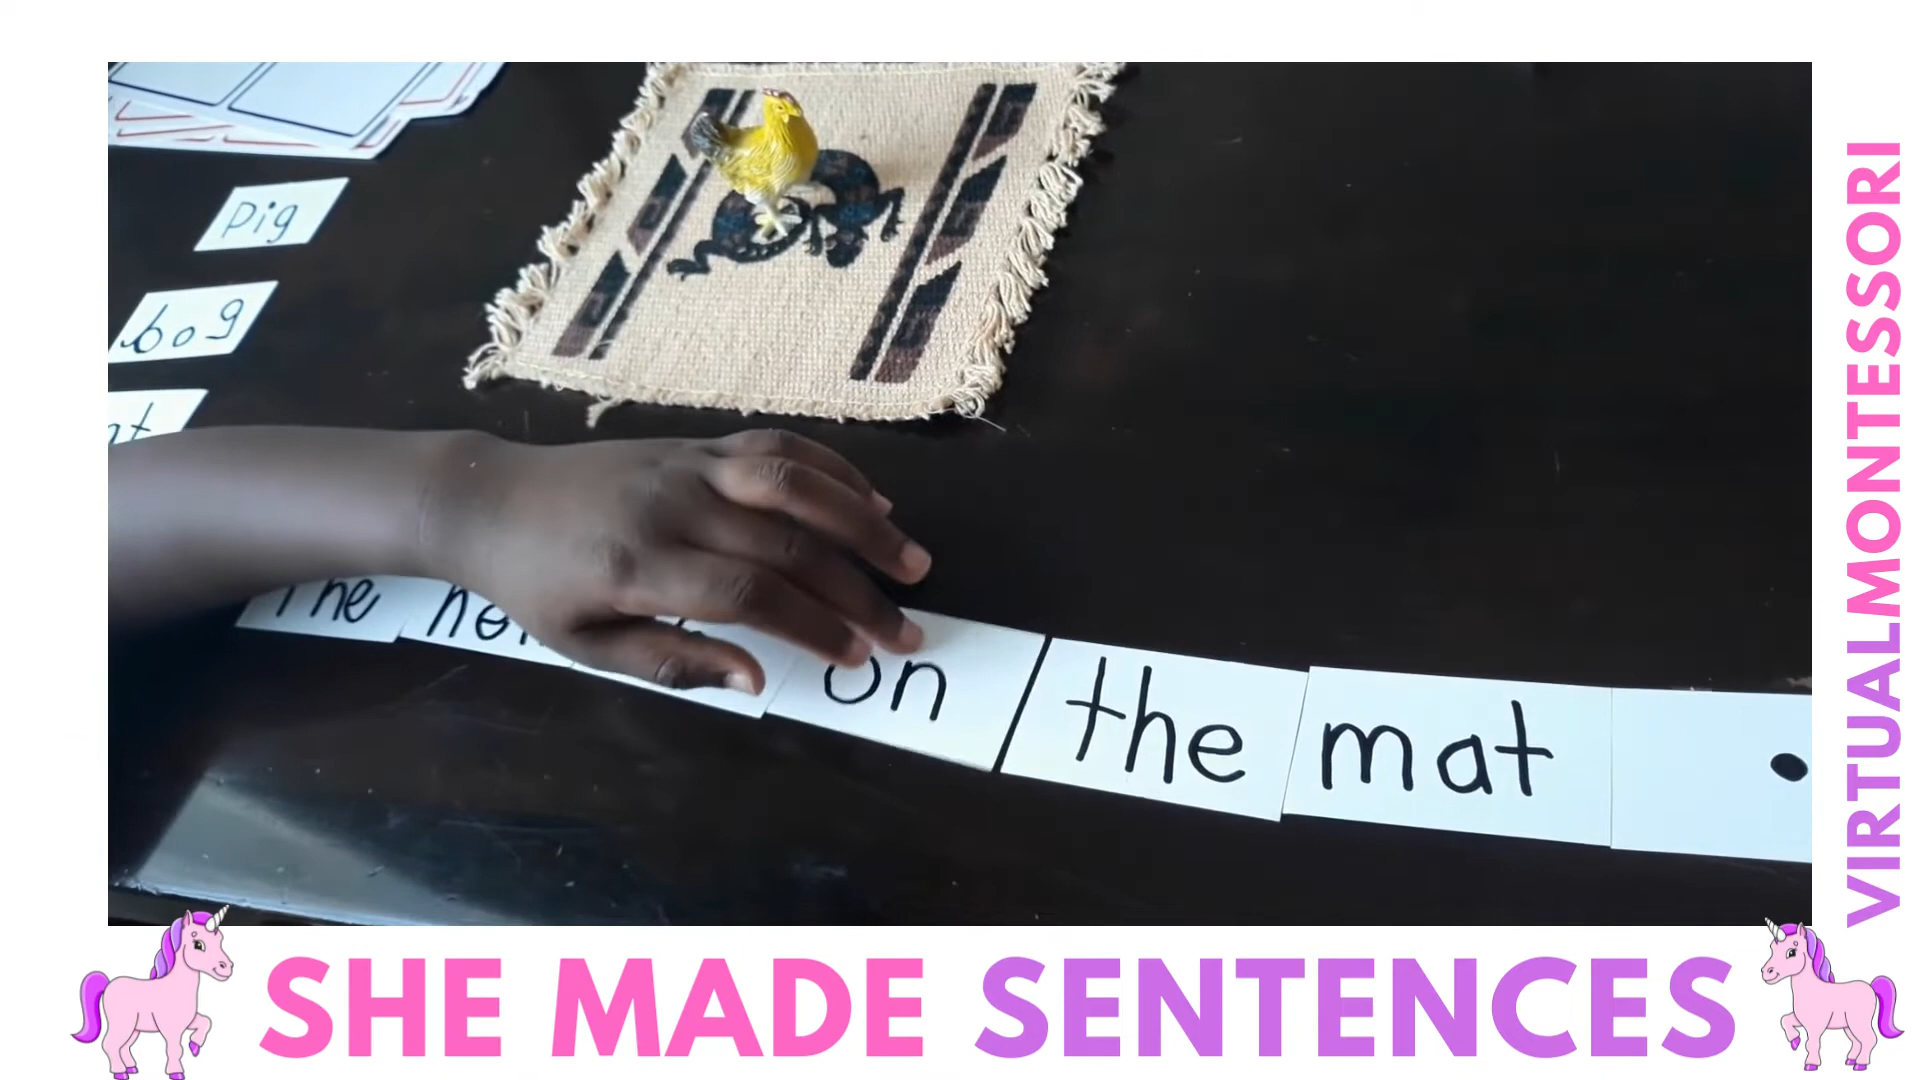 pig
bog
The on the mat .
SHE MADE SENTENCES
VIRTUALMONTESSORI